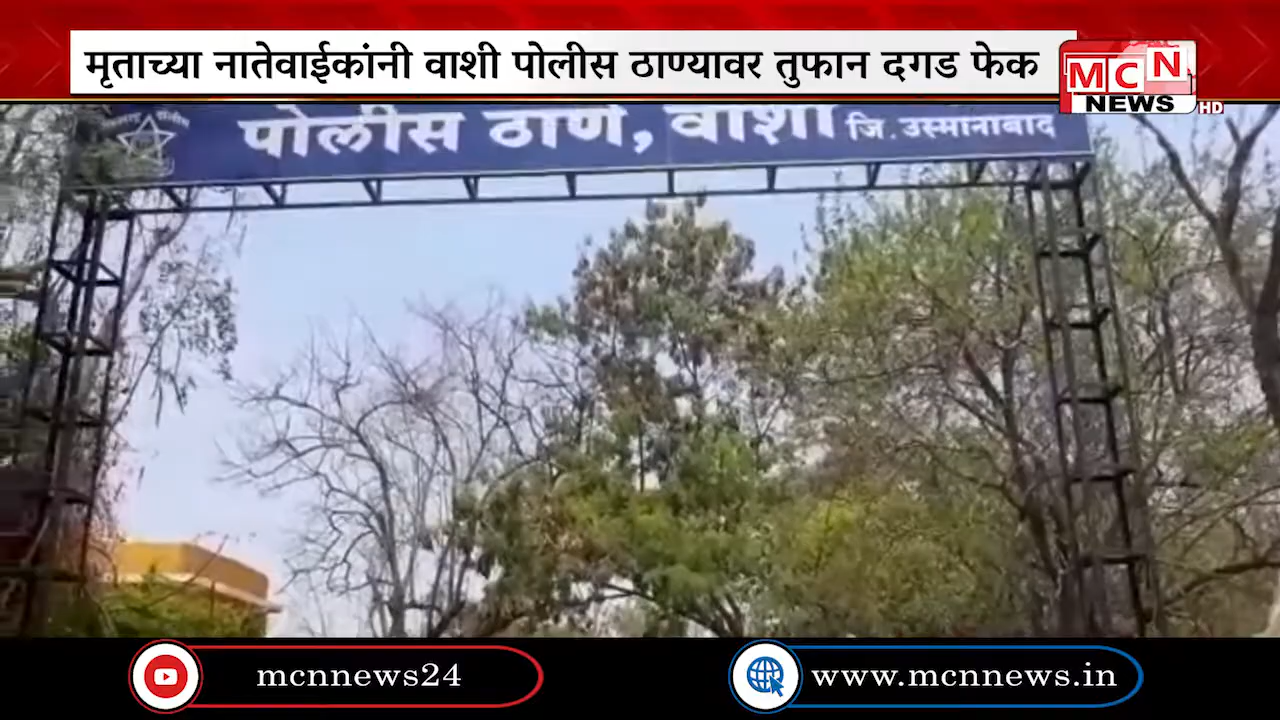 मृताच्या नातेवाईकांनी वाशी पोलीस ठाण्यावर तुफान दगड फेक
MCN
NEWS
HD
पोलीस ठाणे, वाशी जि. उस्मानाबाद
mcnnews24
www.mcnnews.in